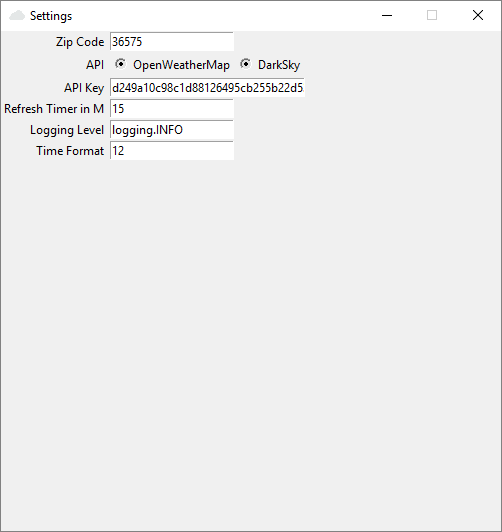 Settings
Zip Code 36575
API OpenWeatherMap DarkSky
API Key d249a10c98c1d88126495cb255b22d5
Refresh Timer in M 15
Logging Level logging.INFO
Time Format 12